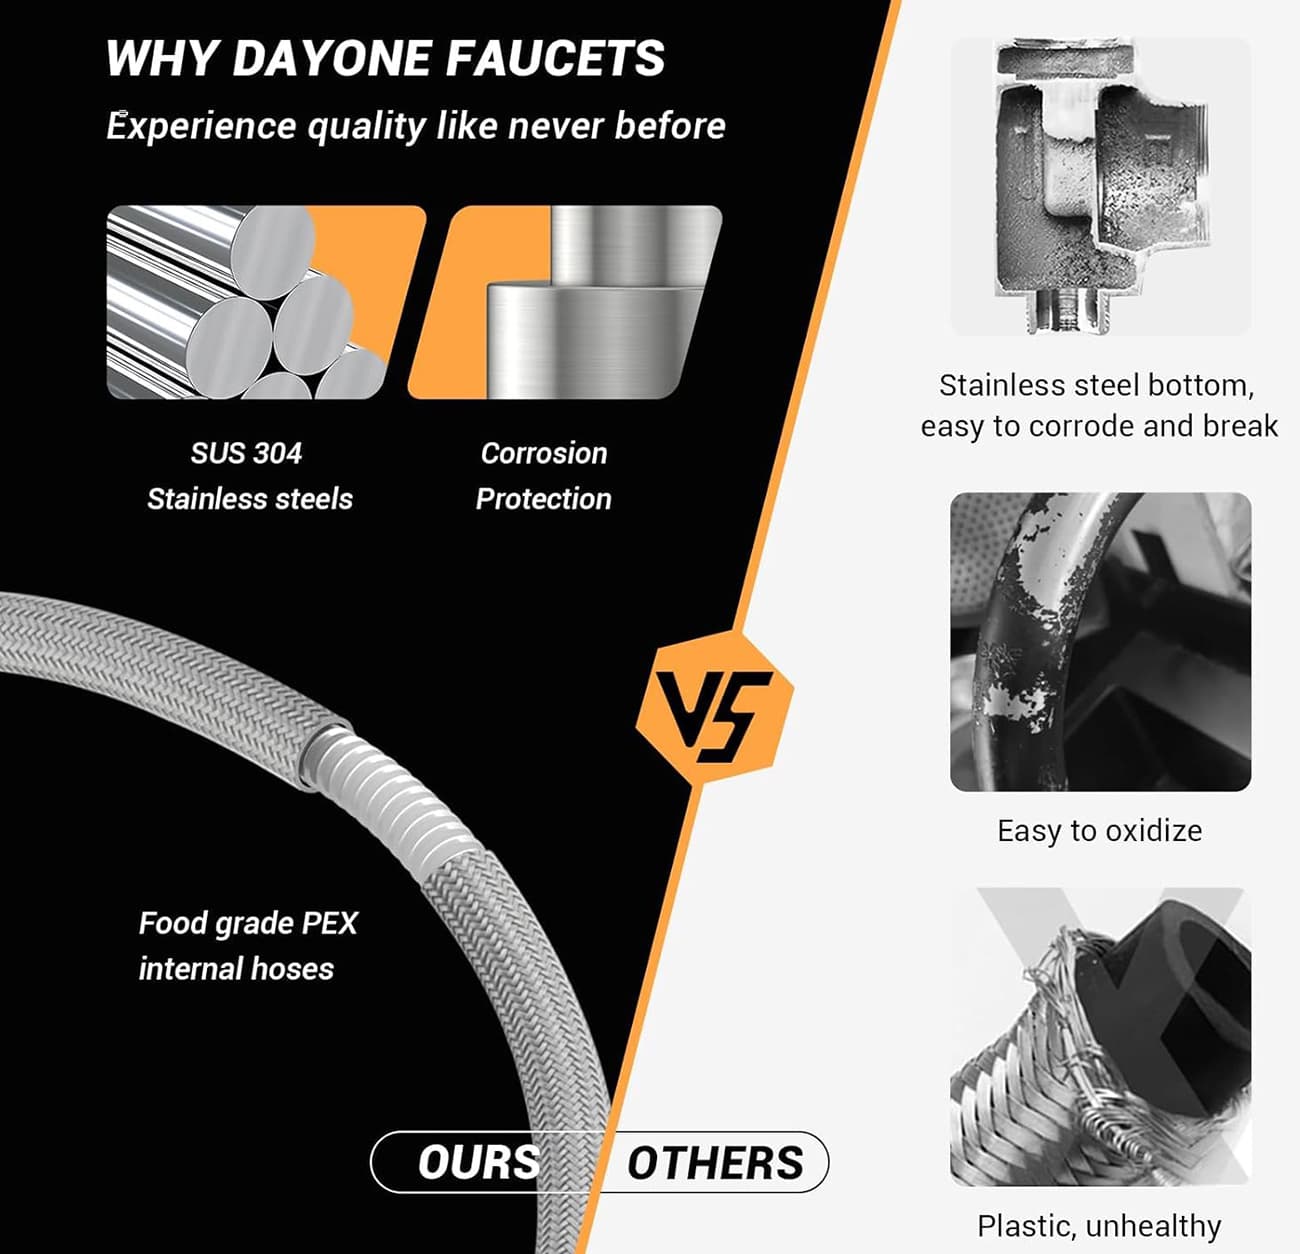 WHY DAYONE FAUCETS
Experience quality like never before
SUS 304
Stainless steels
Corrosion
Protection
Food grade PEX
internal hoses
OURS
VS
OTHERS
Stainless steel bottom,
easy to corrode and break
Easy to oxidize
Plastic, unhealthy